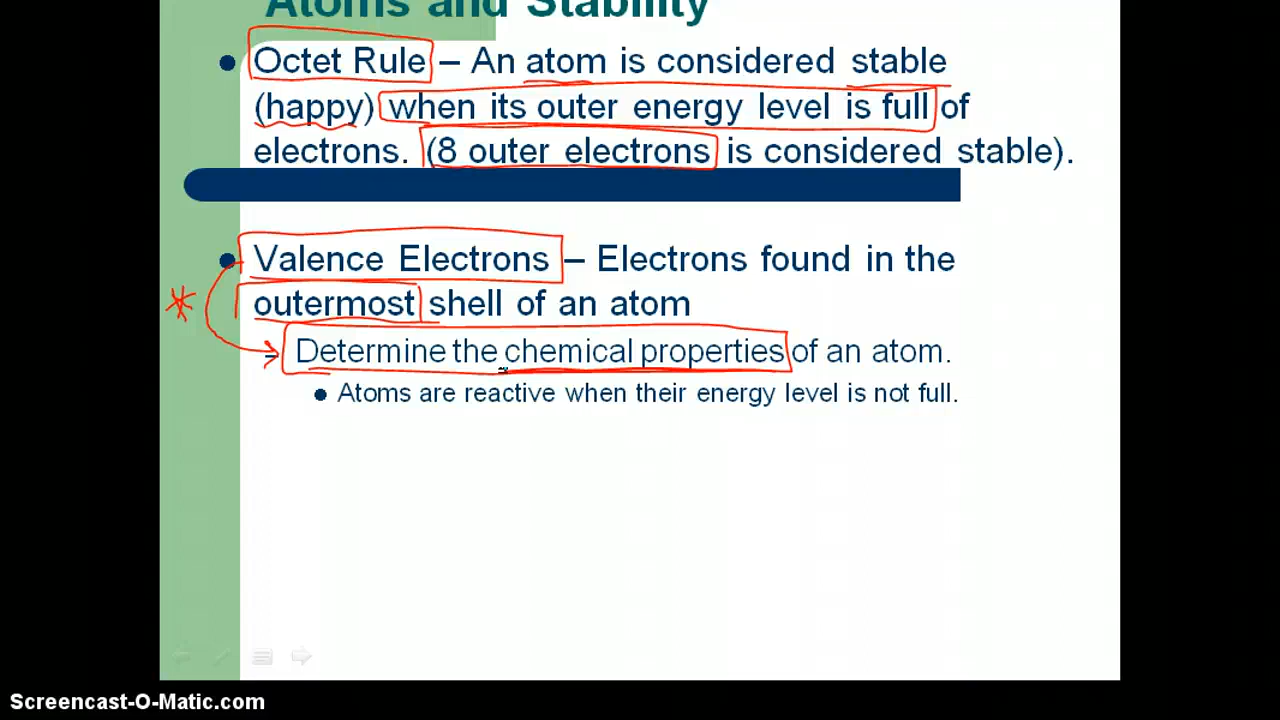 Atoms and Stability
Octet Rule – An atom is considered stable
(happy) when its outer energy level is full of
electrons. (8 outer electrons is considered stable).
Valence Electrons – Electrons found in the
outermost shell of an atom
– Determine the chemical properties of an atom.
Atoms are reactive when their energy level is not full.
Screencast-O-Matic.com